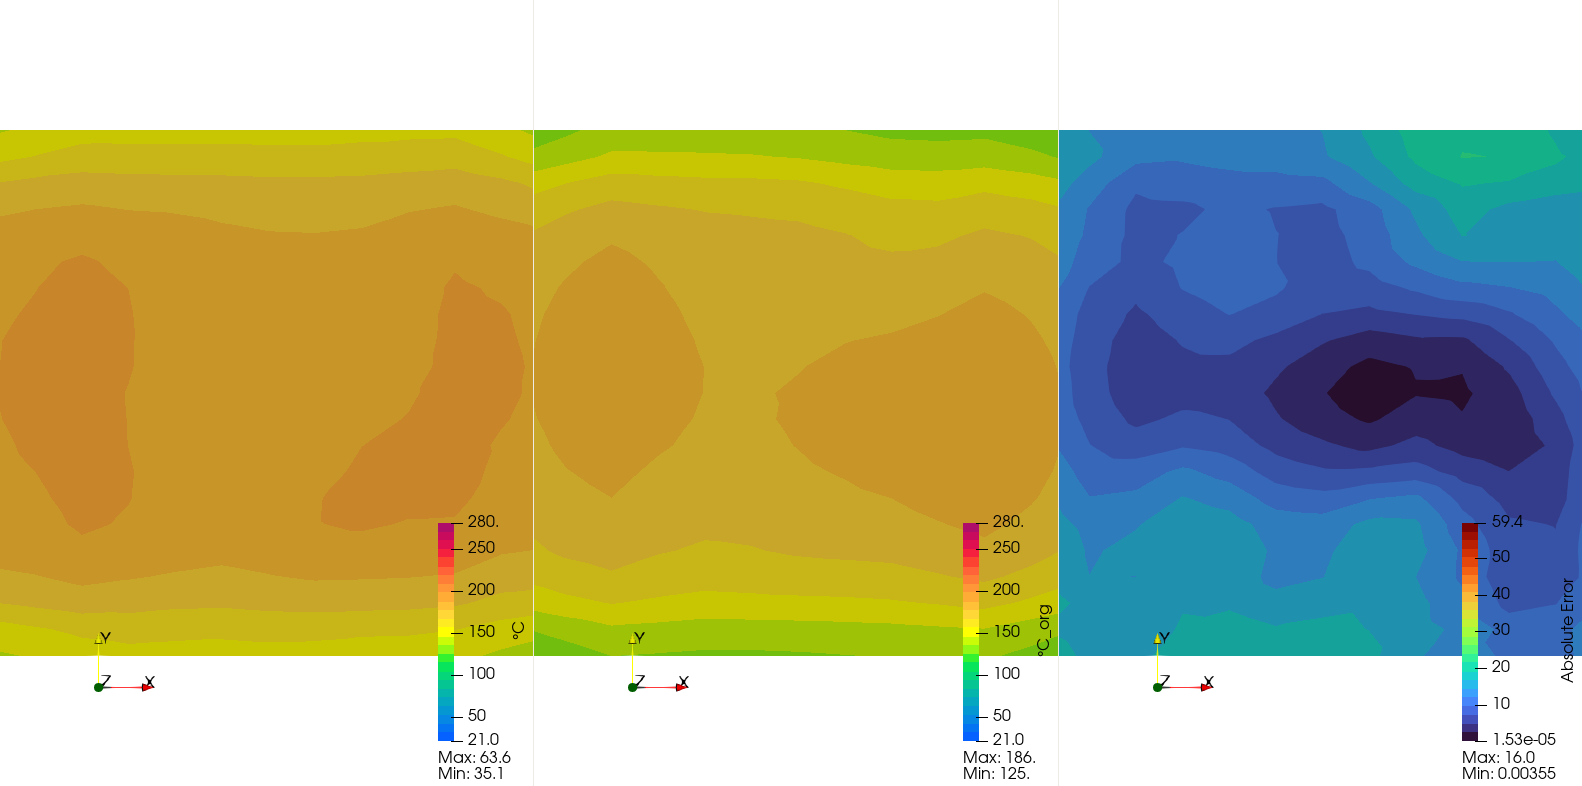 280.
250
200
150
100
50
21.0
°C
Max: 63.6
Min: 35.1
Y
Z
X
280.
250
200
150
100
50
21.0
°C_org
Max: 186.
Min: 125.
Y
Z
X
59.4
50
40
30
20
10
1.53e-05
Absolute Error
Max: 16.0
Min: 0.00355
Y
Z
X